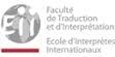 Faculté
de Traduction
et d'Interprétation
Ecole d'Interprètes
Internationaux